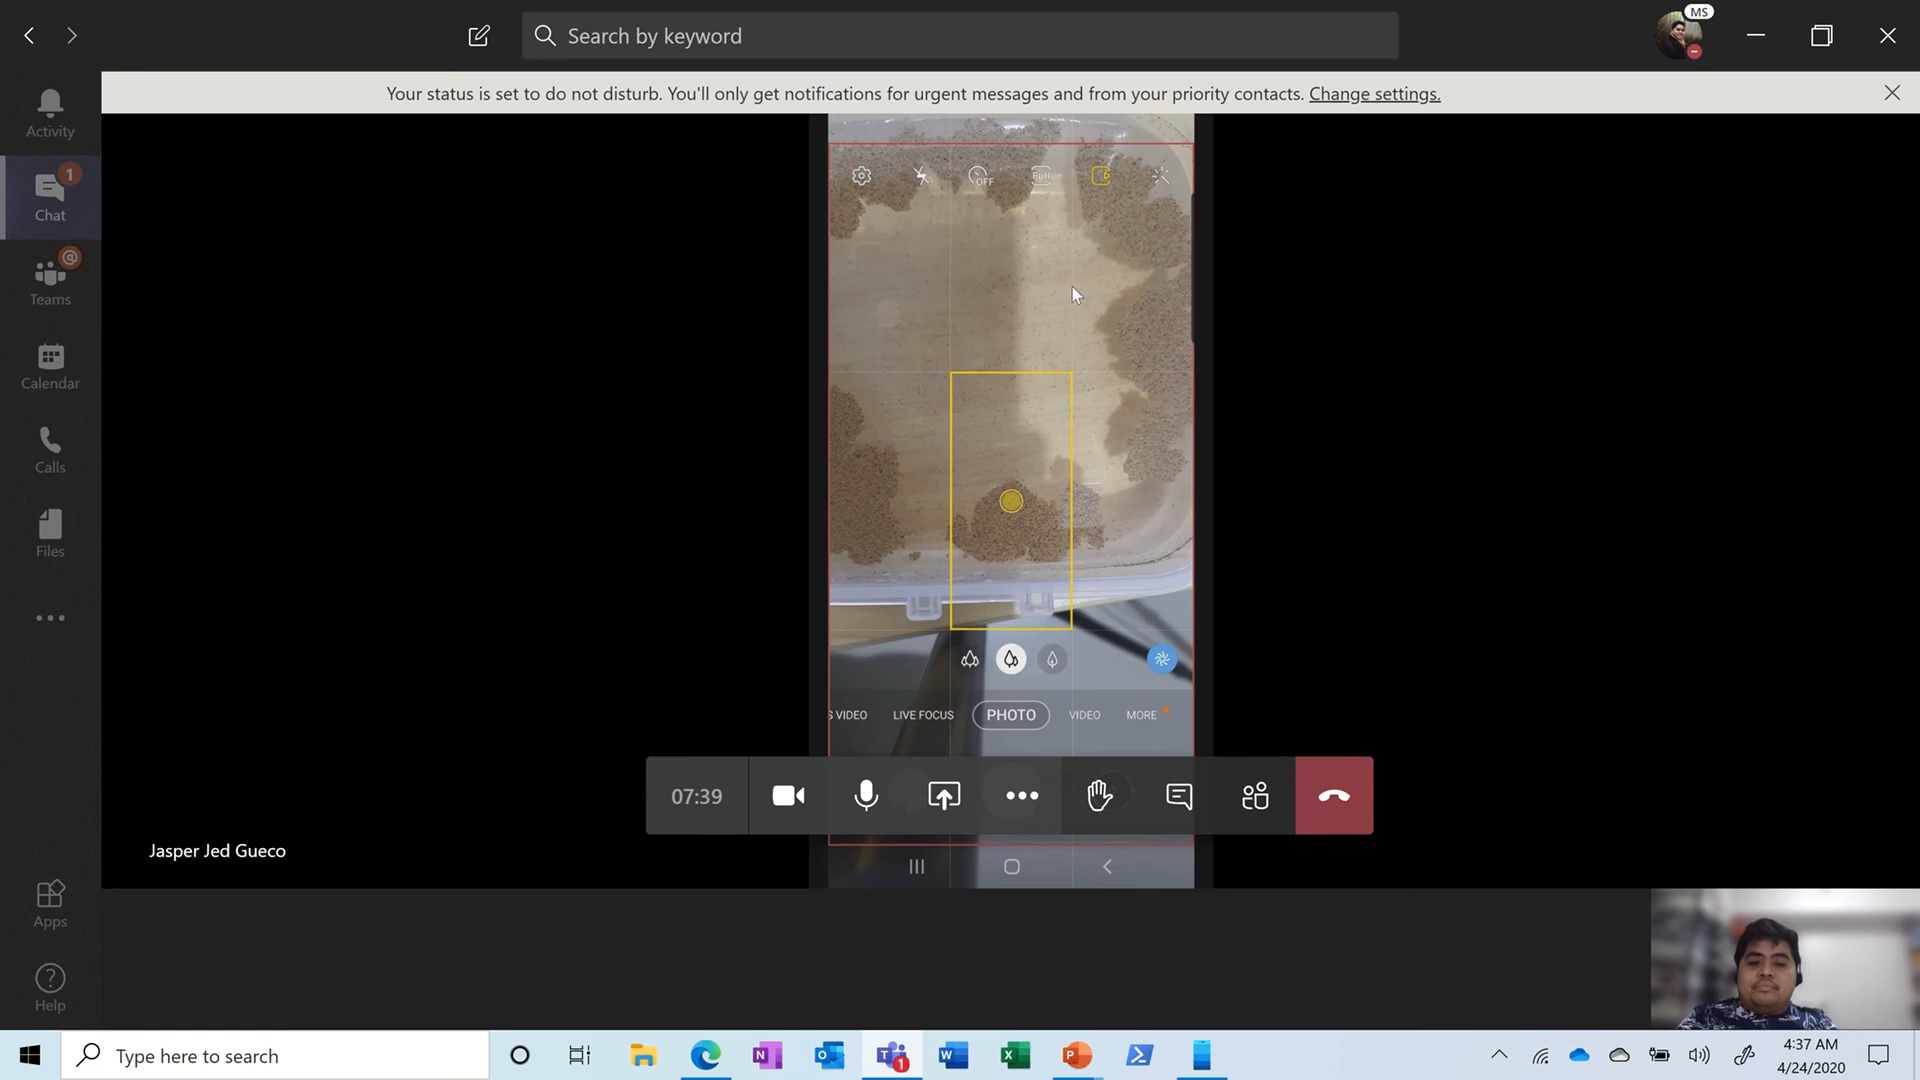 Search by keyword
MS
Your status is set to do not disturb. You'll only get notifications for urgent messages and from your priority contacts. Change settings.
Activity
1
Chat
@
Teams
Calendar
Calls
Files
Apps
Help
OFF
Full
S VIDEO
LIVE FOCUS
PHOTO
VIDEO
MORE
07:39
Jasper Jed Gueco
Type here to search
N
O
T
1
W
X
P
4:37 AM
4/24/2020